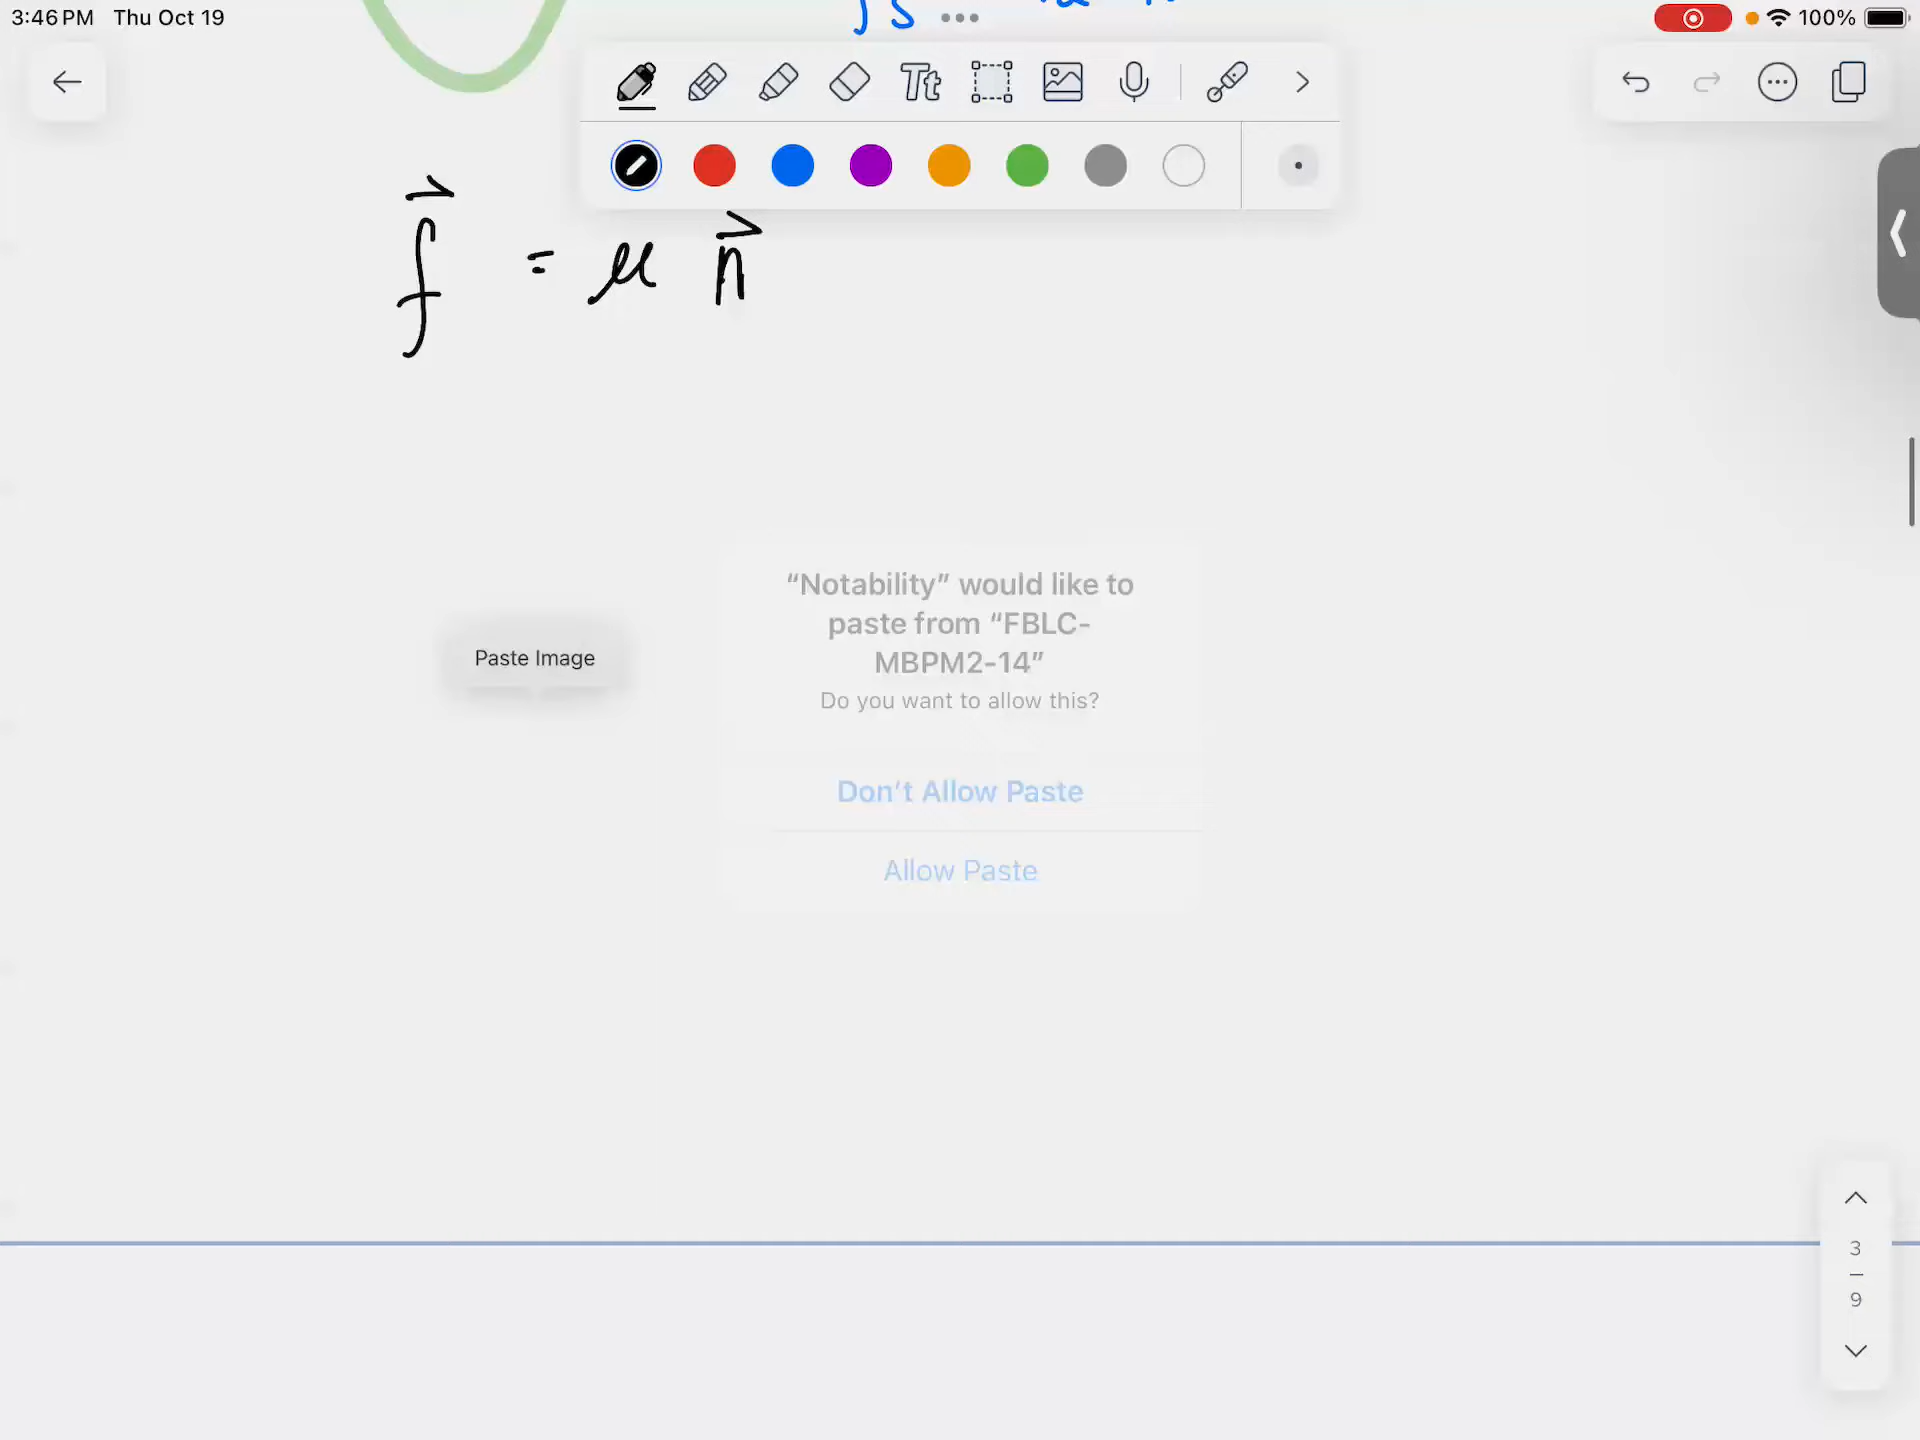 3:46 PM Thu Oct 19
100%
Tt
f⃗ = μ n⃗
"Notability" would like to
paste from "FBLC-
MBPM2-14"
Do you want to allow this?
Paste Image
Don't Allow Paste
Allow Paste
3
9